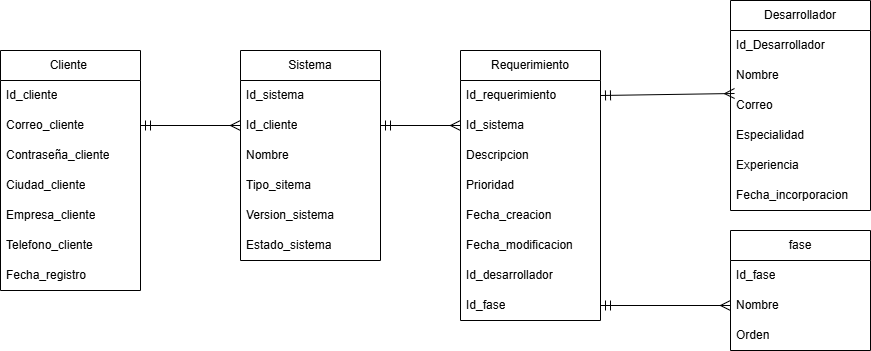 Cliente
Id_cliente
Correo_cliente
Contraseña_cliente
Ciudad_cliente
Empresa_cliente
Telefono_cliente
Fecha_registro
Sistema
Id_sistema
Id_cliente
Nombre
Tipo_sitema
Version_sistema
Estado_sistema
Requerimiento
Id_requerimiento
Id_sistema
Descripcion
Prioridad
Fecha_creacion
Fecha_modificacion
Id_desarrollador
Id_fase
Desarrollador
Id_Desarrollador
Nombre
Correo
Especialidad
Experiencia
Fecha_incorporacion
fase
Id_fase
Nombre
Orden